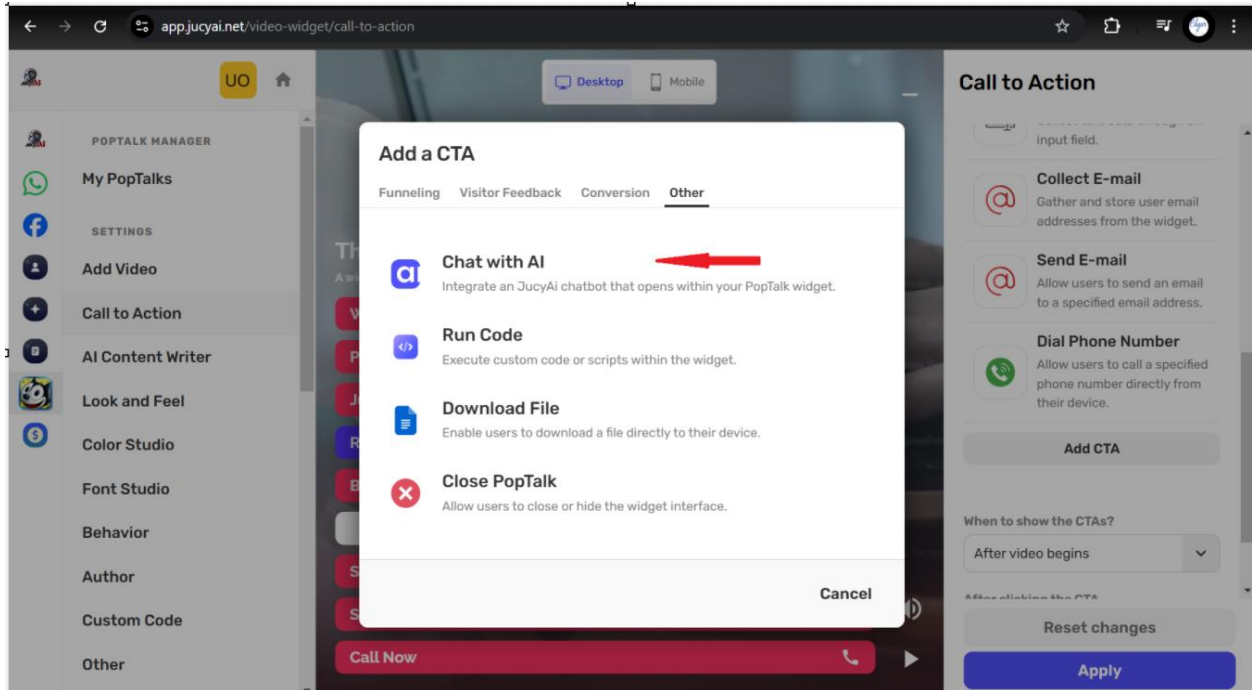 app.jucyai.net/video-widget/call-to-action
UO
POPTALK MANAGER
My PopTalks
SETTINGS
Add Video
Call to Action
AI Content Writer
Look and Feel
Color Studio
Font Studio
Behavior
Author
Custom Code
Other
Desktop
Mobile
Th
Add a CTA
Funneling
Visitor Feedback
Conversion
Other
Chat with AI
Integrate an JucyAi chatbot that opens within your PopTalk widget.
Run Code
Execute custom code or scripts within the widget.
Download File
Enable users to download a file directly to their device.
Close PopTalk
Allow users to close or hide the widget interface.
Cancel
Call Now
Call to Action
input field.
Collect E-mail
Gather and store user email
addresses from the widget.
Send E-mail
Allow users to send an email
to a specified email address.
Dial Phone Number
Allow users to call a specified
phone number directly from
their device.
Add CTA
When to show the CTAs?
After video begins
After clicking the CTA
Reset changes
Apply